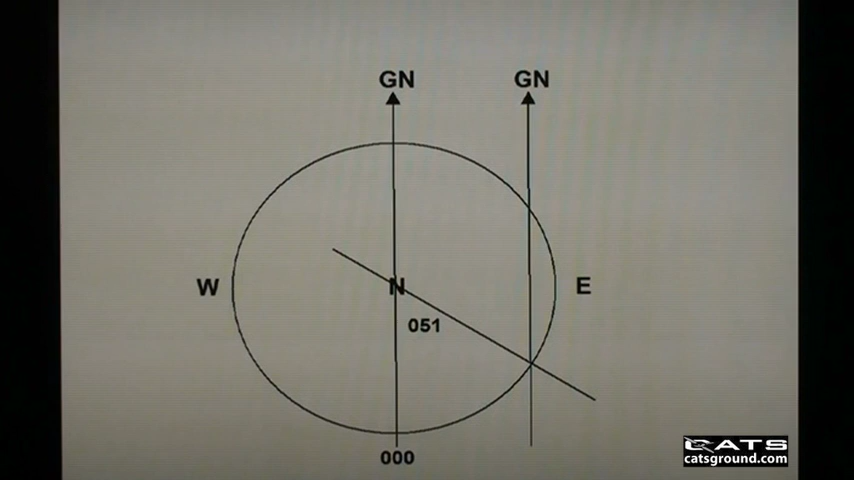 GN GN
W N E
051
000
CATS
catsground.com